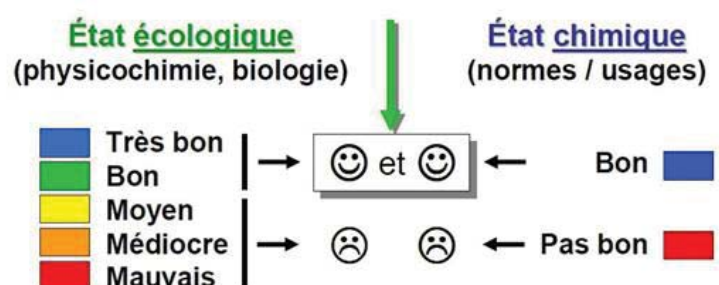 État écologique
(physicochimie, biologie)
État chimique
(normes / usages)
Très bon
Bon
Moyen
Médiocre
Mauvais
et
Bon
Pas bon